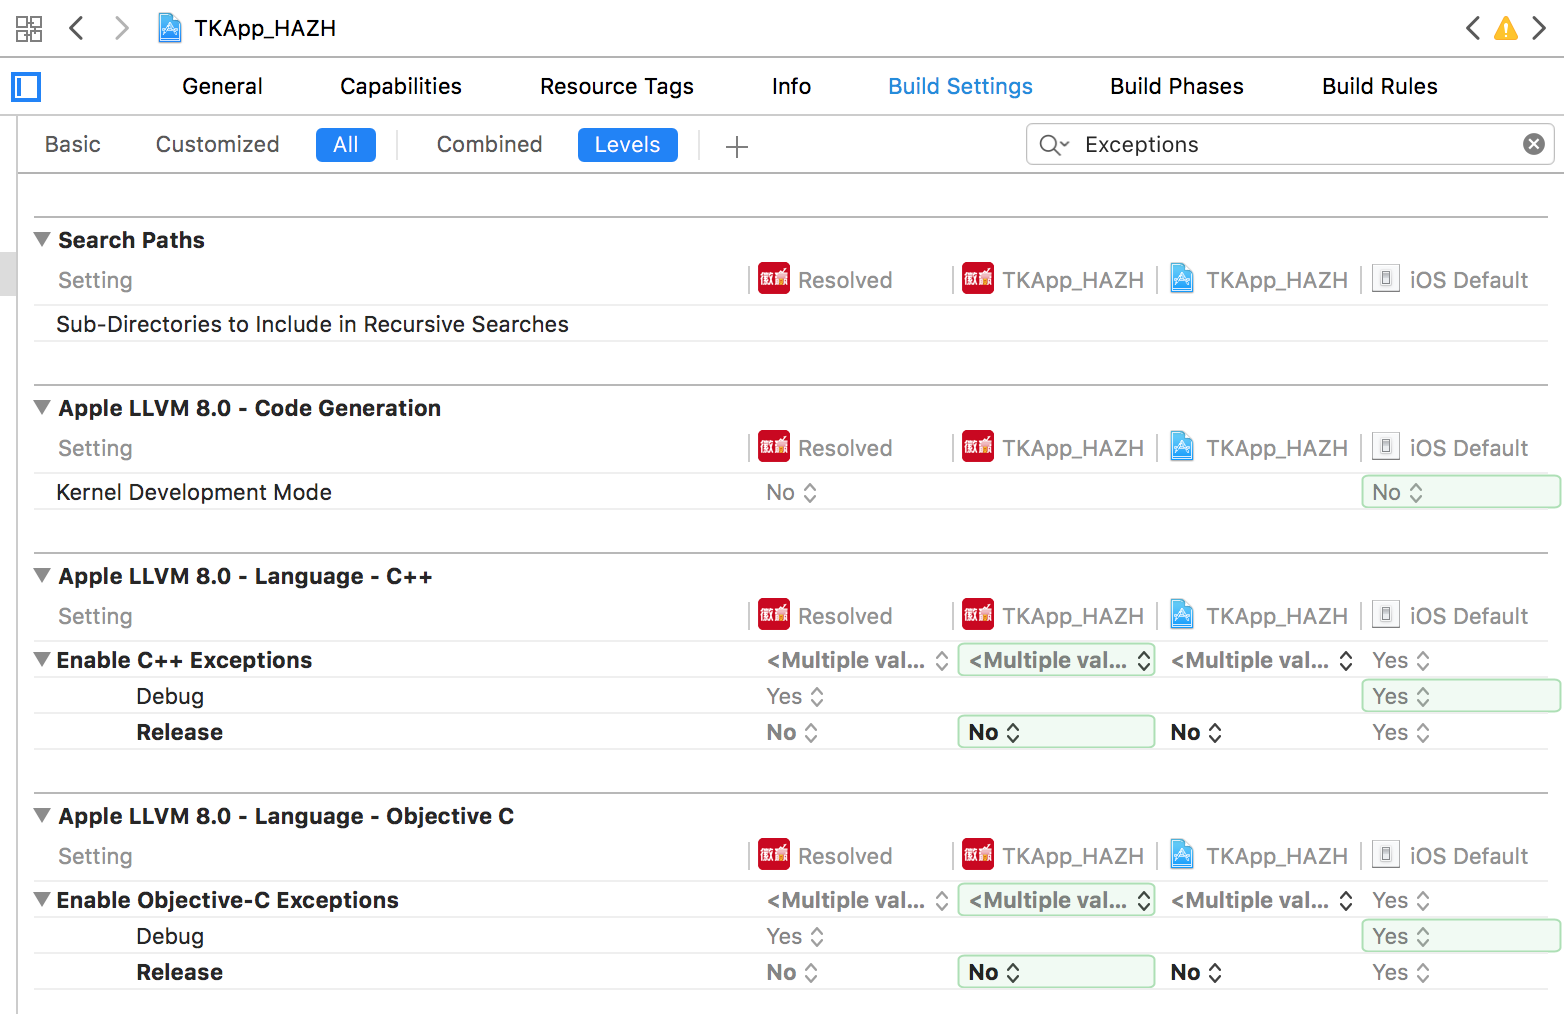 TKApp_HAZH
General Capabilities Resource Tags Info Build Settings Build Phases Build Rules
Basic Customized All Combined Levels Exceptions
Search Paths
Setting Resolved TKApp_HAZH TKApp_HAZH iOS Default
Sub-Directories to Include in Recursive Searches
Apple LLVM 8.0 - Code Generation
Setting Resolved TKApp_HAZH TKApp_HAZH iOS Default
Kernel Development Mode No No
Apple LLVM 8.0 - Language - C++
Setting Resolved TKApp_HAZH TKApp_HAZH iOS Default
Enable C++ Exceptions <Multiple val... <Multiple val... <Multiple val... Yes
Debug Yes Yes
Release No No No Yes
Apple LLVM 8.0 - Language - Objective C
Setting Resolved TKApp_HAZH TKApp_HAZH iOS Default
Enable Objective-C Exceptions <Multiple val... <Multiple val... <Multiple val... Yes
Debug Yes Yes
Release No No No Yes